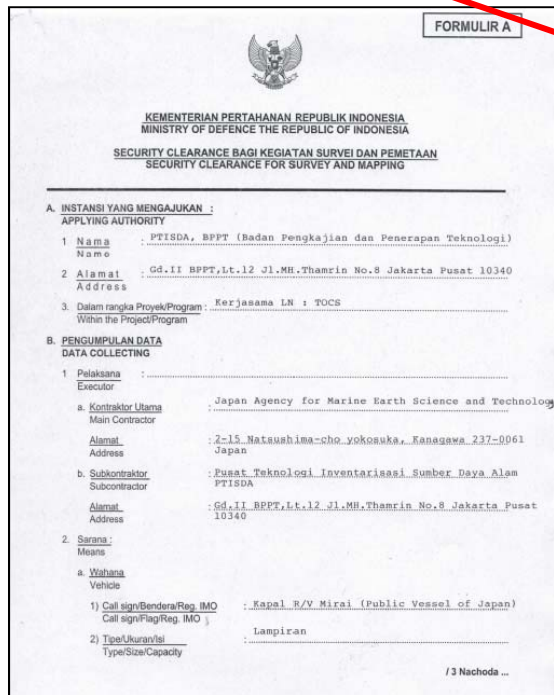 FORMULIR A
KEMENTERIAN PERTAHANAN REPUBLIK INDONESIA
MINISTRY OF DEFENCE THE REPUBLIC OF INDONESIA
SECURITY CLEARANCE BAGI KEGIATAN SURVEI DAN PEMETAAN
SECURITY CLEARANCE FOR SURVEY AND MAPPING
A. INSTANSI YANG MENGAJUKAN :
APPLYING AUTHORITY
1 Nama : PTISDA, BPPT (Badan Pengkajian dan Penerapan Teknologi)
Name
2 Alamat : Gd.II BPPT,Lt.12 Jl.MH.Thamrin No.8 Jakarta Pusat 10340
Address
3. Dalam rangka Proyek/Program : Kerjasama LN : TOCS
Within the Project/Program
B. PENGUMPULAN DATA
DATA COLLECTING
1 Pelaksana :
Executor
a. Kontraktor Utama : Japan Agency for Marine Earth Science and Technology
Main Contractor
Alamat : 2-15 Natsushima-cho yokosuka, Kanagawa 237-0061
Address Japan
b. Subkontraktor : Pusat Teknologi Inventarisasi Sumber Daya Alam
Subcontractor PTISDA
Alamat : Gd.II BPPT,Lt.12 Jl.MH.Thamrin No.8 Jakarta Pusat
Address 10340
2. Sarana :
Means
a. Wahana
Vehicle
1) Call sign/Bendera/Reg. IMO : Kapal R/V Mirai (Public Vessel of Japan)
Call sign/Flag/Reg. IMO
2) Tipe/Ukuran/Isi : Lampiran
Type/Size/Capacity
/ 3 Nachoda ...